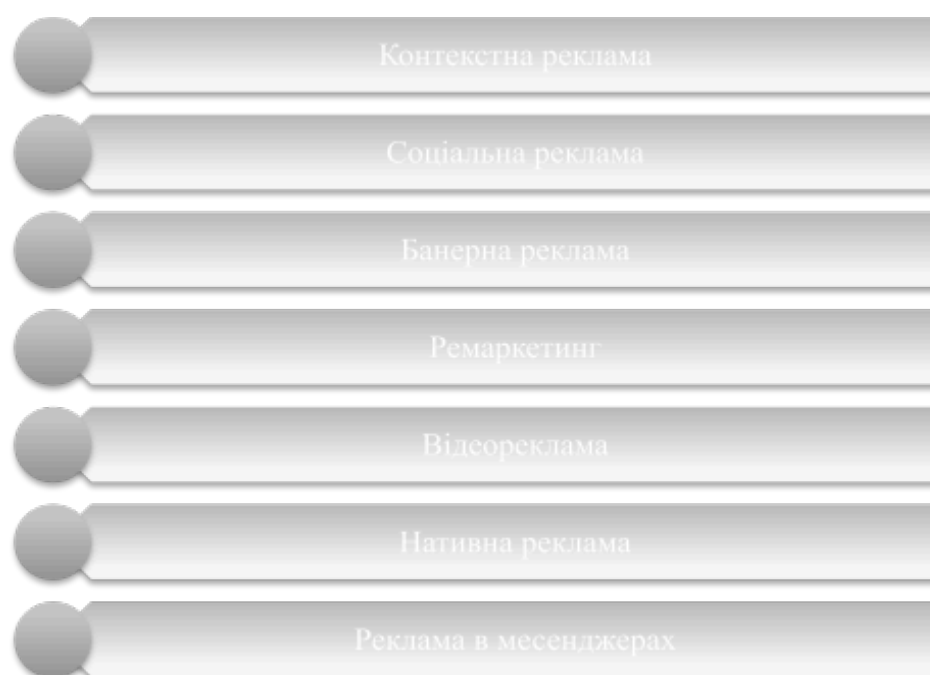 Контекстна реклама
Соціальна реклама
Банерна реклама
Ремаркетинг
Відеореклама
Нативна реклама
Реклама в месенджерах